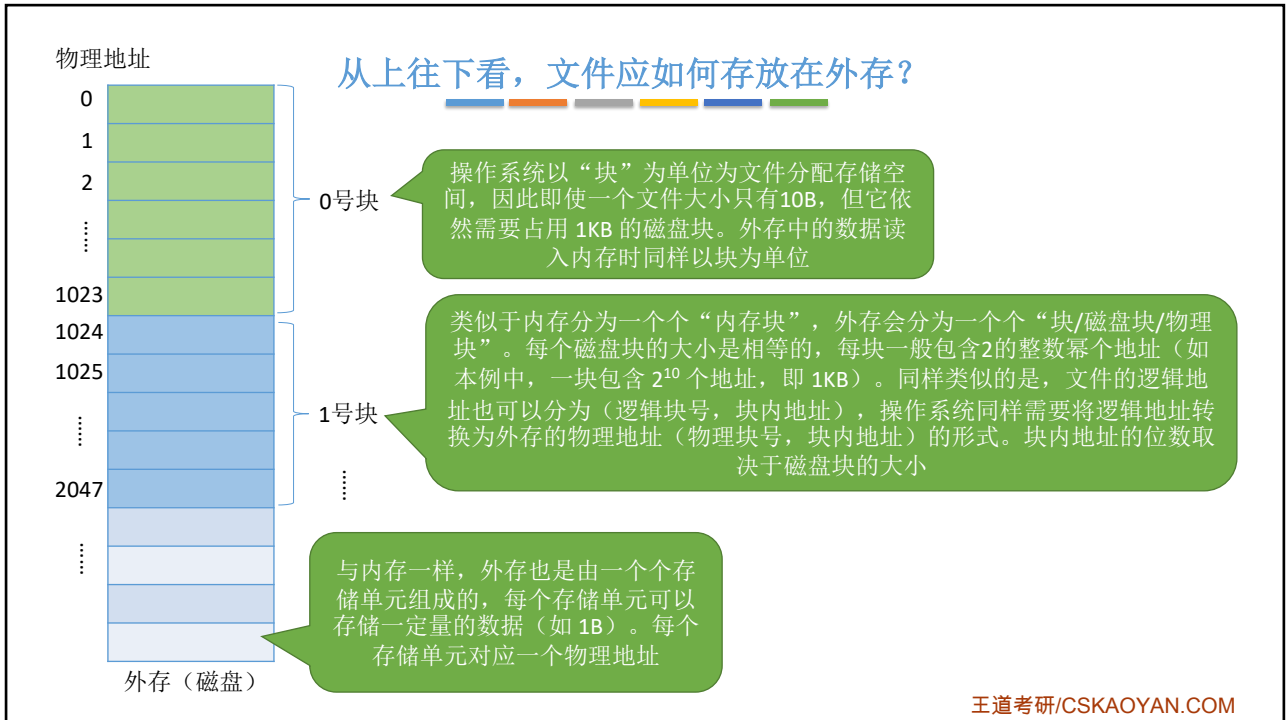 物理地址
从上往下看，文件应如何存放在外存？
0
1
2
……
1023
1024
1025
……
2047
……
0号块
1号块
……
操作系统以“块”为单位为文件分配存储空
间，因此即使一个文件大小只有10B，但它依
然需要占用 1KB 的磁盘块。外存中的数据读
入内存时同样以块为单位
类似于内存分为一个个“内存块”，外存会分为一个个“块/磁盘块/物理
块”。每个磁盘块的大小是相等的，每块一般包含2的整数幂个地址（如
本例中，一块包含 2¹⁰ 个地址，即 1KB）。同样类似的是，文件的逻辑地
址也可以分为（逻辑块号，块内地址），操作系统同样需要将逻辑地址转
换为外存的物理地址（物理块号，块内地址）的形式。块内地址的位数取
决于磁盘块的大小
与内存一样，外存也是由一个个存
储单元组成的，每个存储单元可以
存储一定量的数据（如 1B）。每个
存储单元对应一个物理地址
外存（磁盘）
王道考研/CSKAOYAN.COM